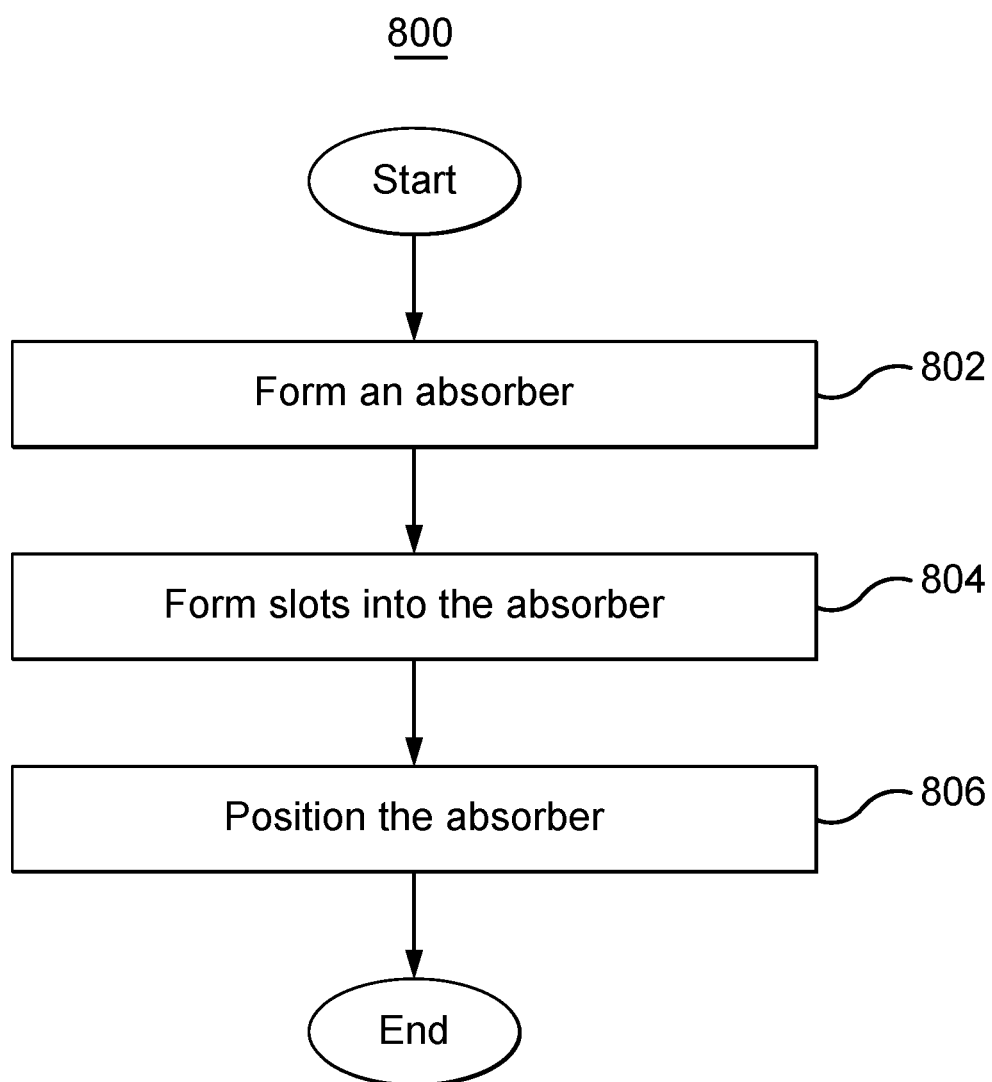 800
Start
Form an absorber
802
Form slots into the absorber
804
Position the absorber
806
End